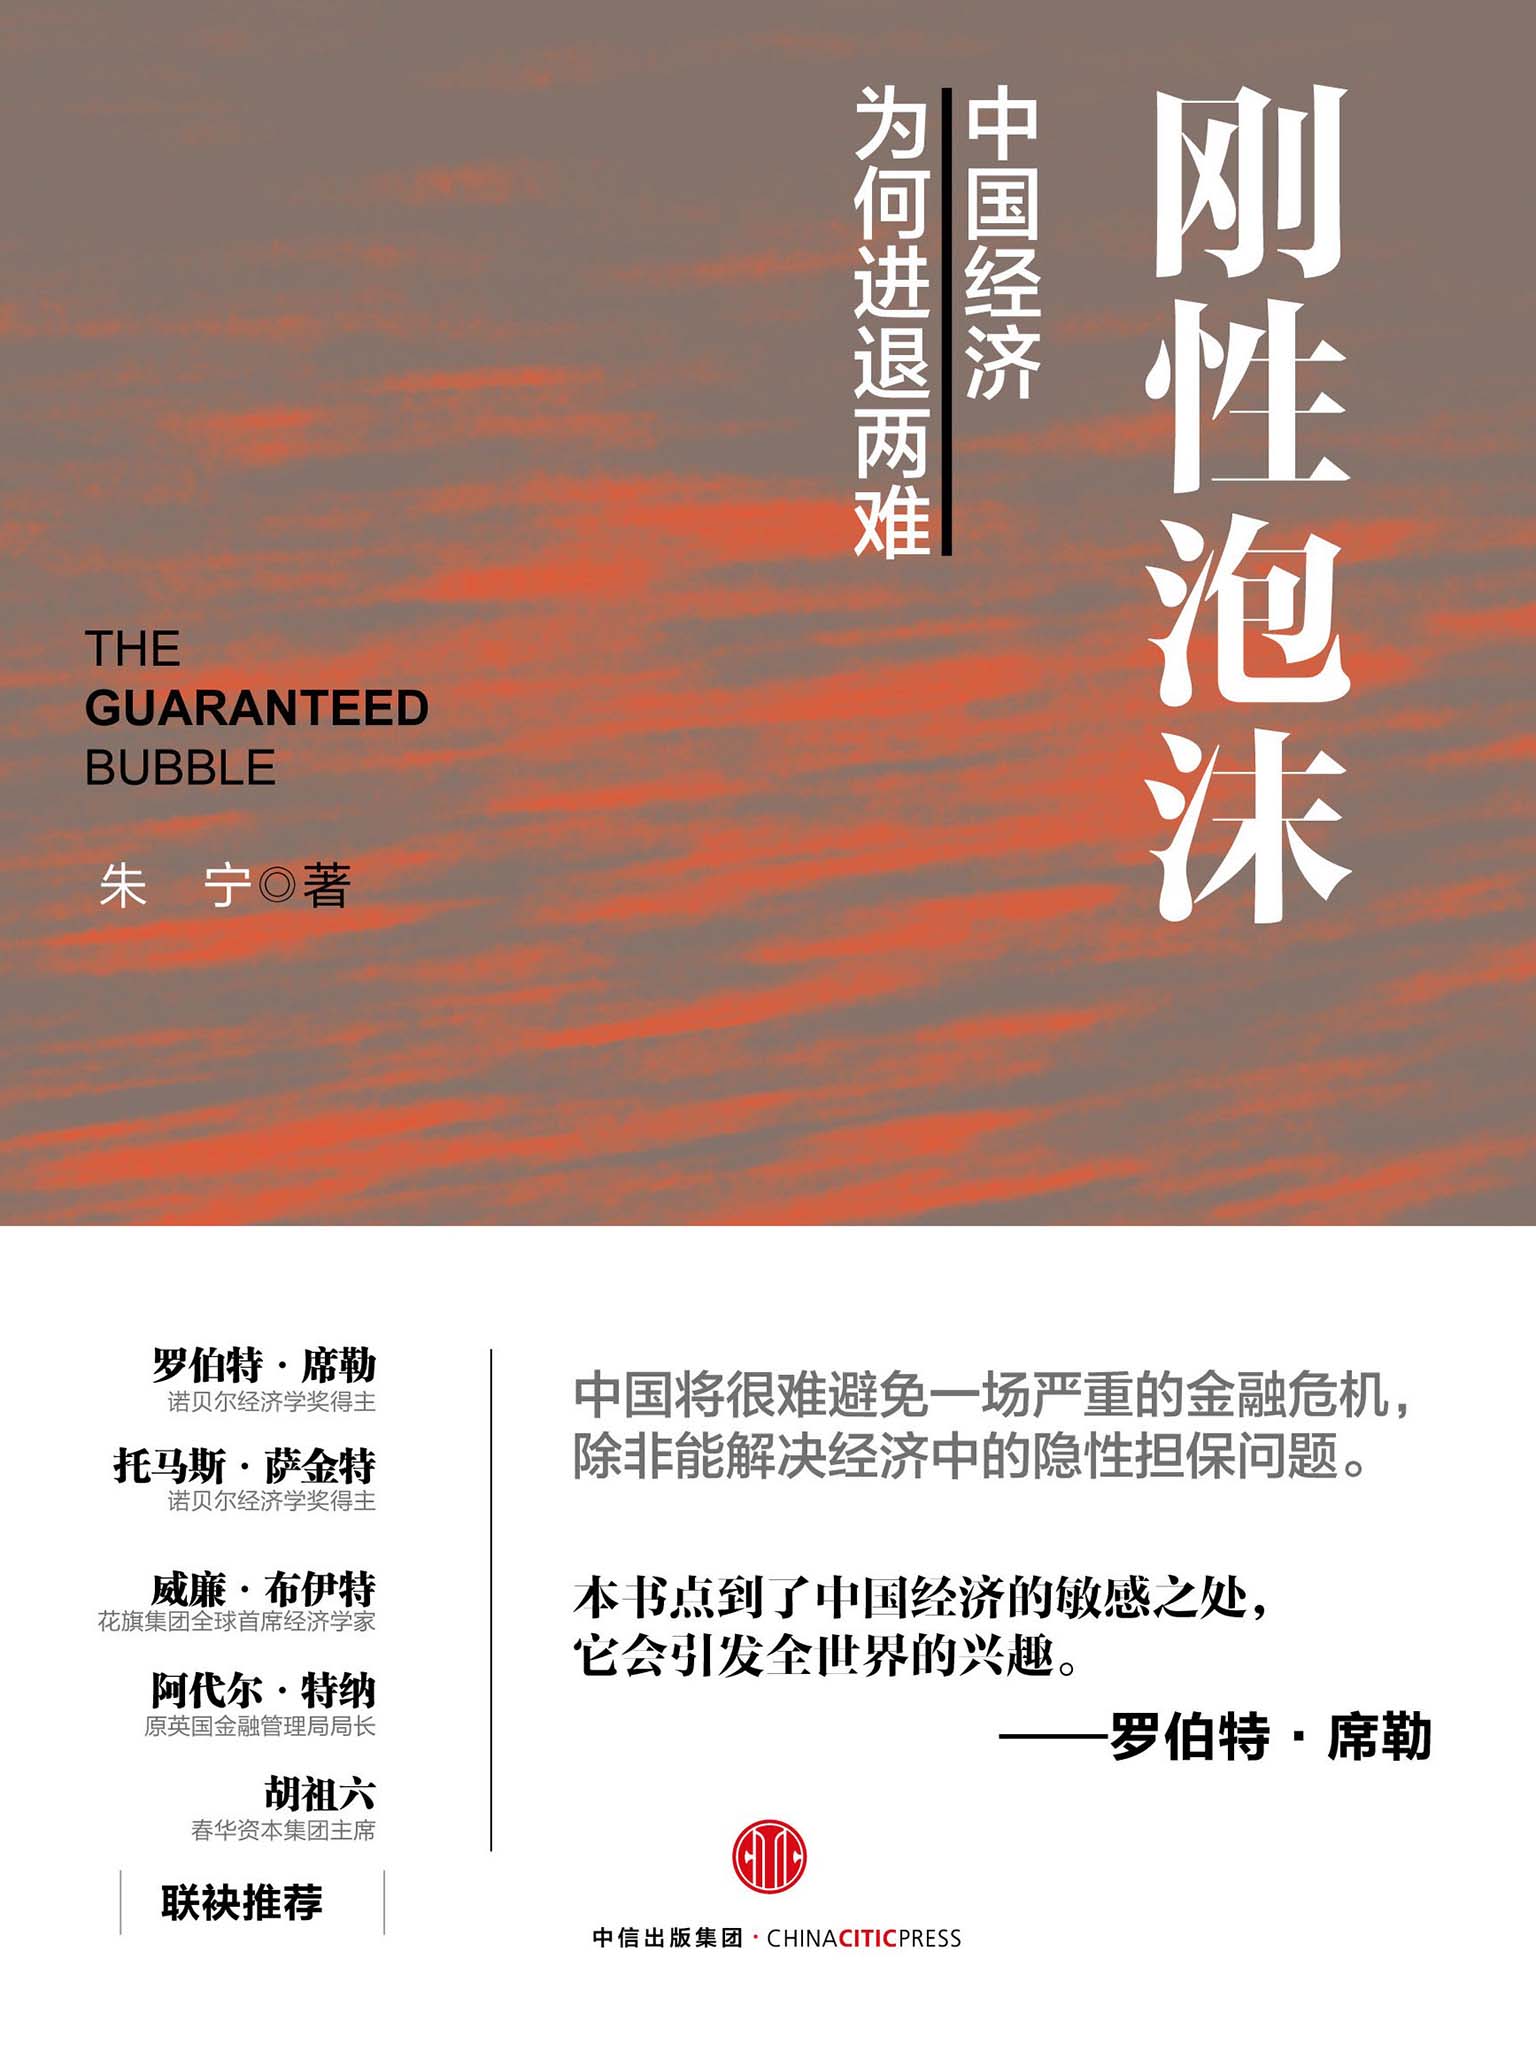 刚性泡沫
中国经济
为何进退两难
THE
GUARANTEED
BUBBLE
朱 宁◎著
罗伯特·席勒
诺贝尔经济学奖得主
托马斯·萨金特
诺贝尔经济学奖得主
威廉·布伊特
花旗集团全球首席经济学家
阿代尔·特纳
原英国金融管理局局长
胡祖六
春华资本集团主席
联袂推荐
中国将很难避免一场严重的金融危机，
除非能解决经济中的隐性担保问题。
本书点到了中国经济的敏感之处，
它会引发全世界的兴趣。
——罗伯特·席勒
中信出版集团·CHINACITICPRESS